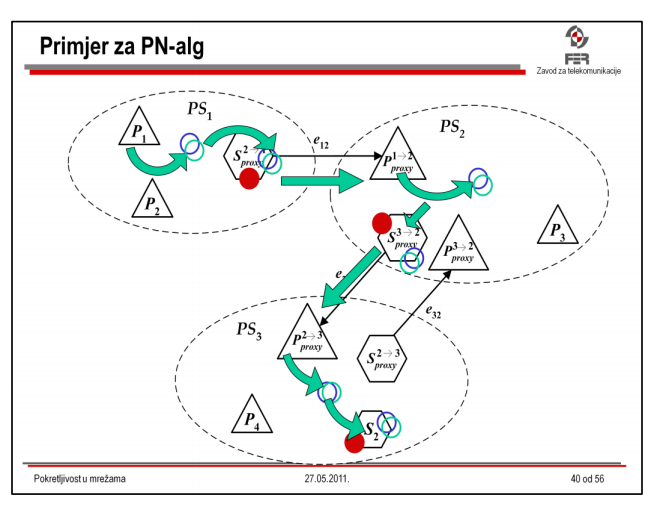 Primjer za PN-alg
FER
Zavod za telekomunikacije
PS₁
P₁
P₂
S²→ proxy
e₁₂
P¹→² proxy
PS₂
P₃
S³→² proxy
P³→² proxy
e
e₃₂
PS₃
P²→³ proxy
S²→³ proxy
P₄
S₂
Pokretljivost u mrežama
27.05.2011.
40 od 56